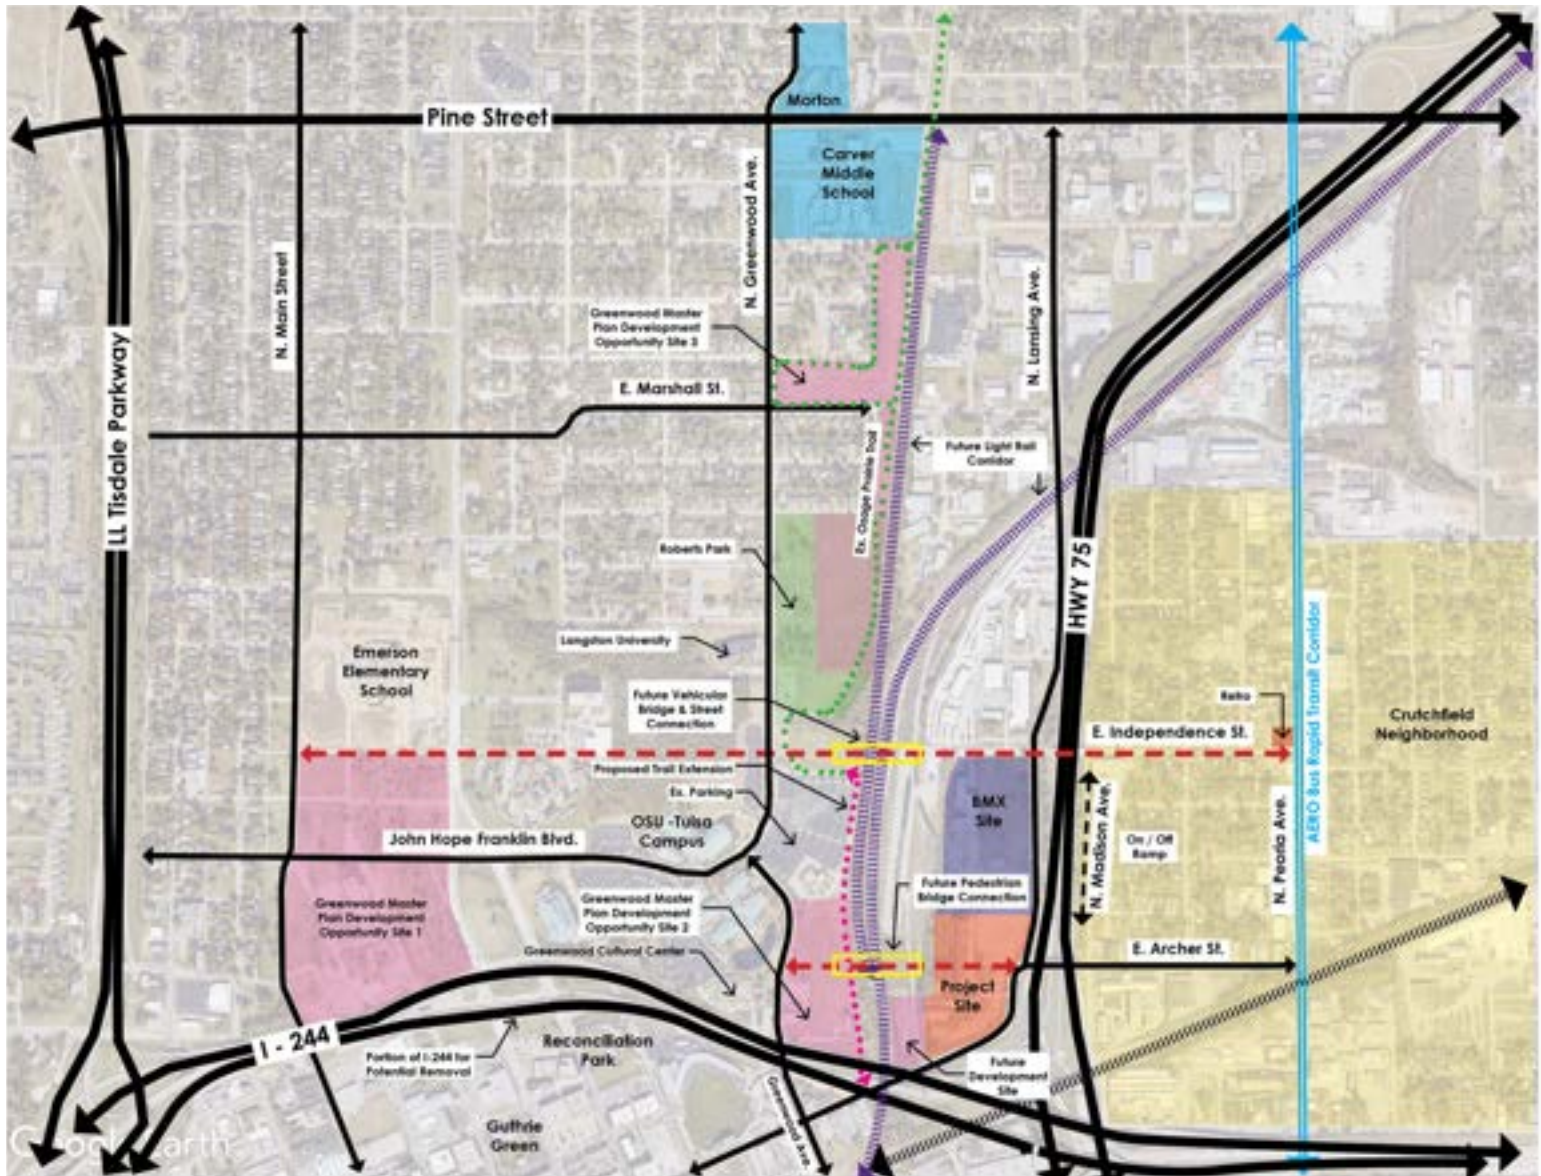 Morton
Pine Street
Carver
Middle
School
N. Greenwood Ave.
N. Main Street
N. Lansing Ave.
LL Tisdale Parkway
Greenwood Master
Plan Development
Opportunity Site 3
E. Marshall St.
Future Light Rail
Corridor
Ex. Osage Prairie Trail
Roberts Park
HWY 75
Langston University
Emerson
Elementary
School
Future Vehicular
Bridge & Street
Connection
Retro
E. Independence St.
Crutchfield
Neighborhood
AERO Bus Rapid Transit Corridor
Proposed Trail Extension
Ex. Parking
BMX
Site
OSU -Tulsa
Campus
John Hope Franklin Blvd.
N. Madison Ave.
On / Off
Ramp
N. Peoria Ave.
Future Pedestrian
Bridge Connection
Greenwood Master
Plan Development
Opportunity Site 1
Greenwood Master
Plan Development
Opportunity Site 2
Greenwood Cultural Center
E. Archer St.
Project
Site
I - 244
Reconciliation
Park
Portion of I-244 for
Potential Removal
Future
Development
Site
Greenwood Ave.
Guthrie
Green
Google Earth